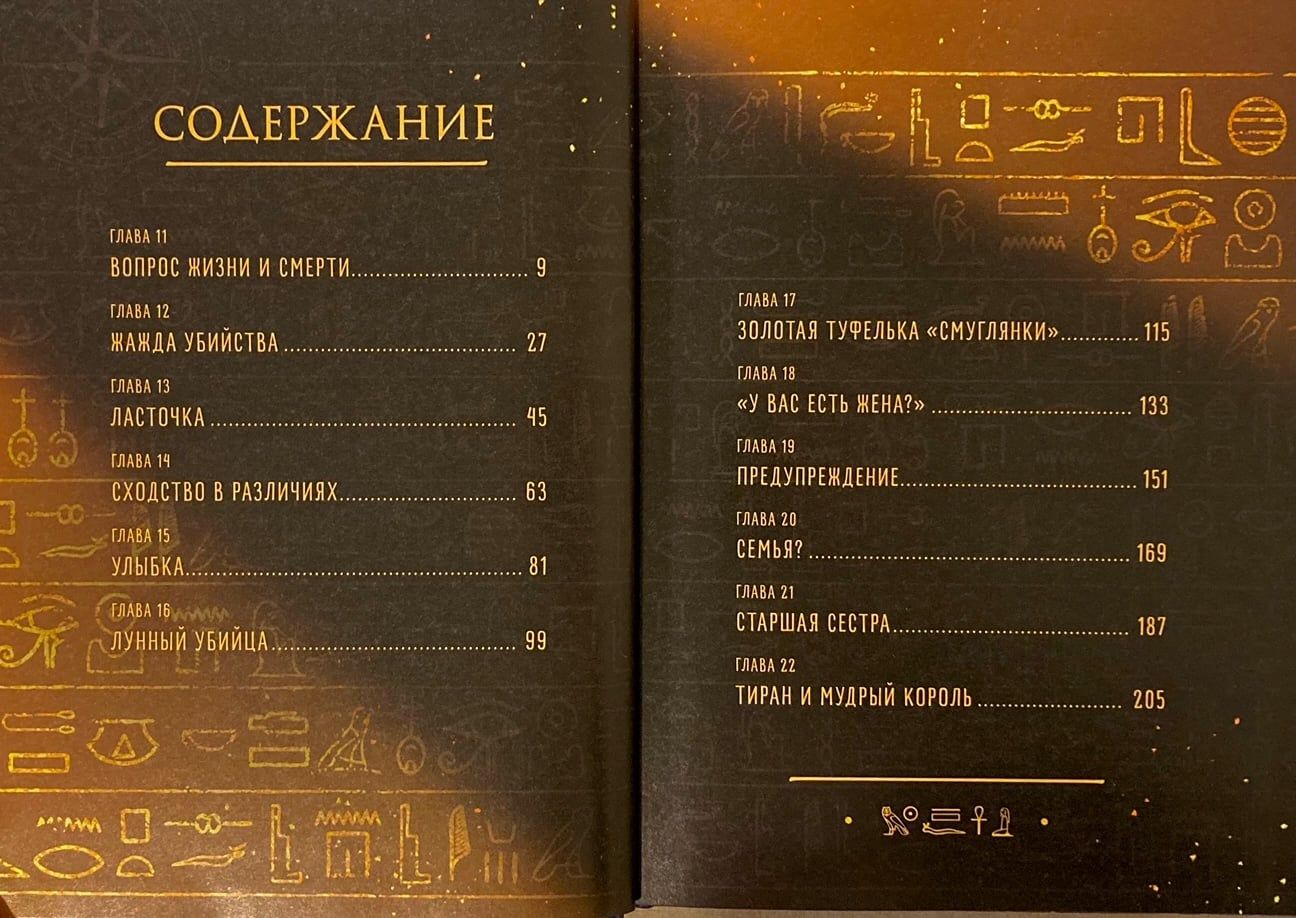 СОДЕРЖАНИЕ
ГЛАВА 11
ВОПРОС ЖИЗНИ И СМЕРТИ........................ 9
ГЛАВА 12
ЖАЖДА УБИЙСТВА ................................ 27
ГЛАВА 13
ЛАСТОЧКА .......................................... 45
ГЛАВА 14
СХОДСТВО В РАЗЛИЧИЯХ........................ 63
ГЛАВА 15
УЛЫБКА.............................................. 81
ГЛАВА 16
ЛУННЫЙ УБИЙЦА.................................. 99
ГЛАВА 17
ЗОЛОТАЯ ТУФЕЛЬКА «СМУГЛЯНКИ»............ 115
ГЛАВА 18
«У ВАС ЕСТЬ ЖЕНА?» ............................ 133
ГЛАВА 19
ПРЕДУПРЕЖДЕНИЕ................................ 151
ГЛАВА 20
СЕМЬЯ? ............................................. 169
ГЛАВА 21
СТАРШАЯ СЕСТРА................................. 187
ГЛАВА 22
ТИРАН И МУДРЫЙ КОРОЛЬ .................... 205